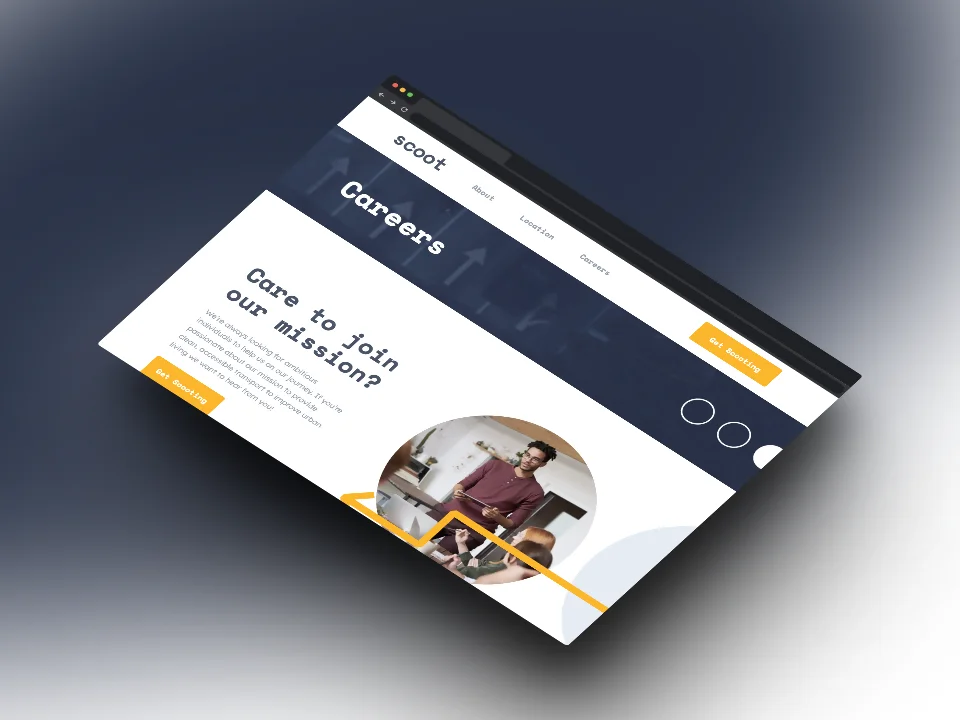 scoot
About
Location
Careers
Get Scooting
Careers
Care to join
our mission?
We're always looking for ambitious
individuals to help us on our journey. If you're
passionate about our mission to provide
clean, accessible transport to improve urban
living we want to hear from you!
Get Scooting